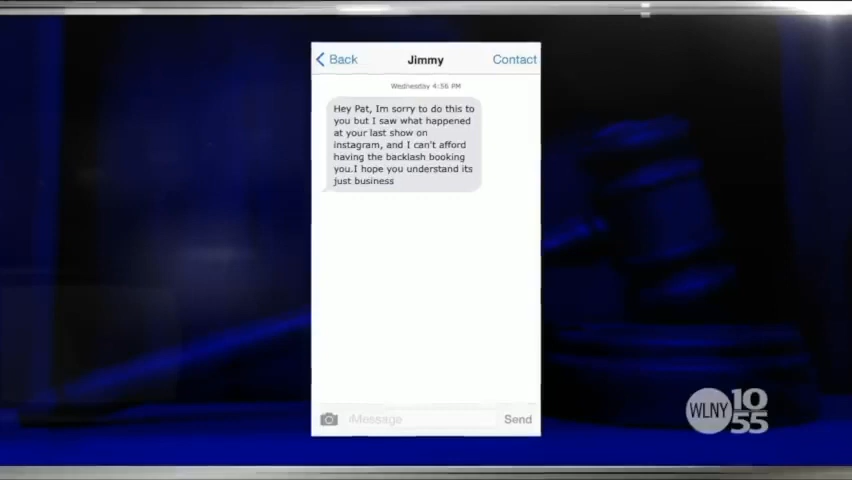 Back Jimmy Contact
Wednesday 4:56 PM
Hey Pat, Im sorry to do this to
you but I saw what happened
at your last show on
instagram, and I can't afford
having the backlash booking
you.I hope you understand its
just business
iMessage Send
WLNY 10
55